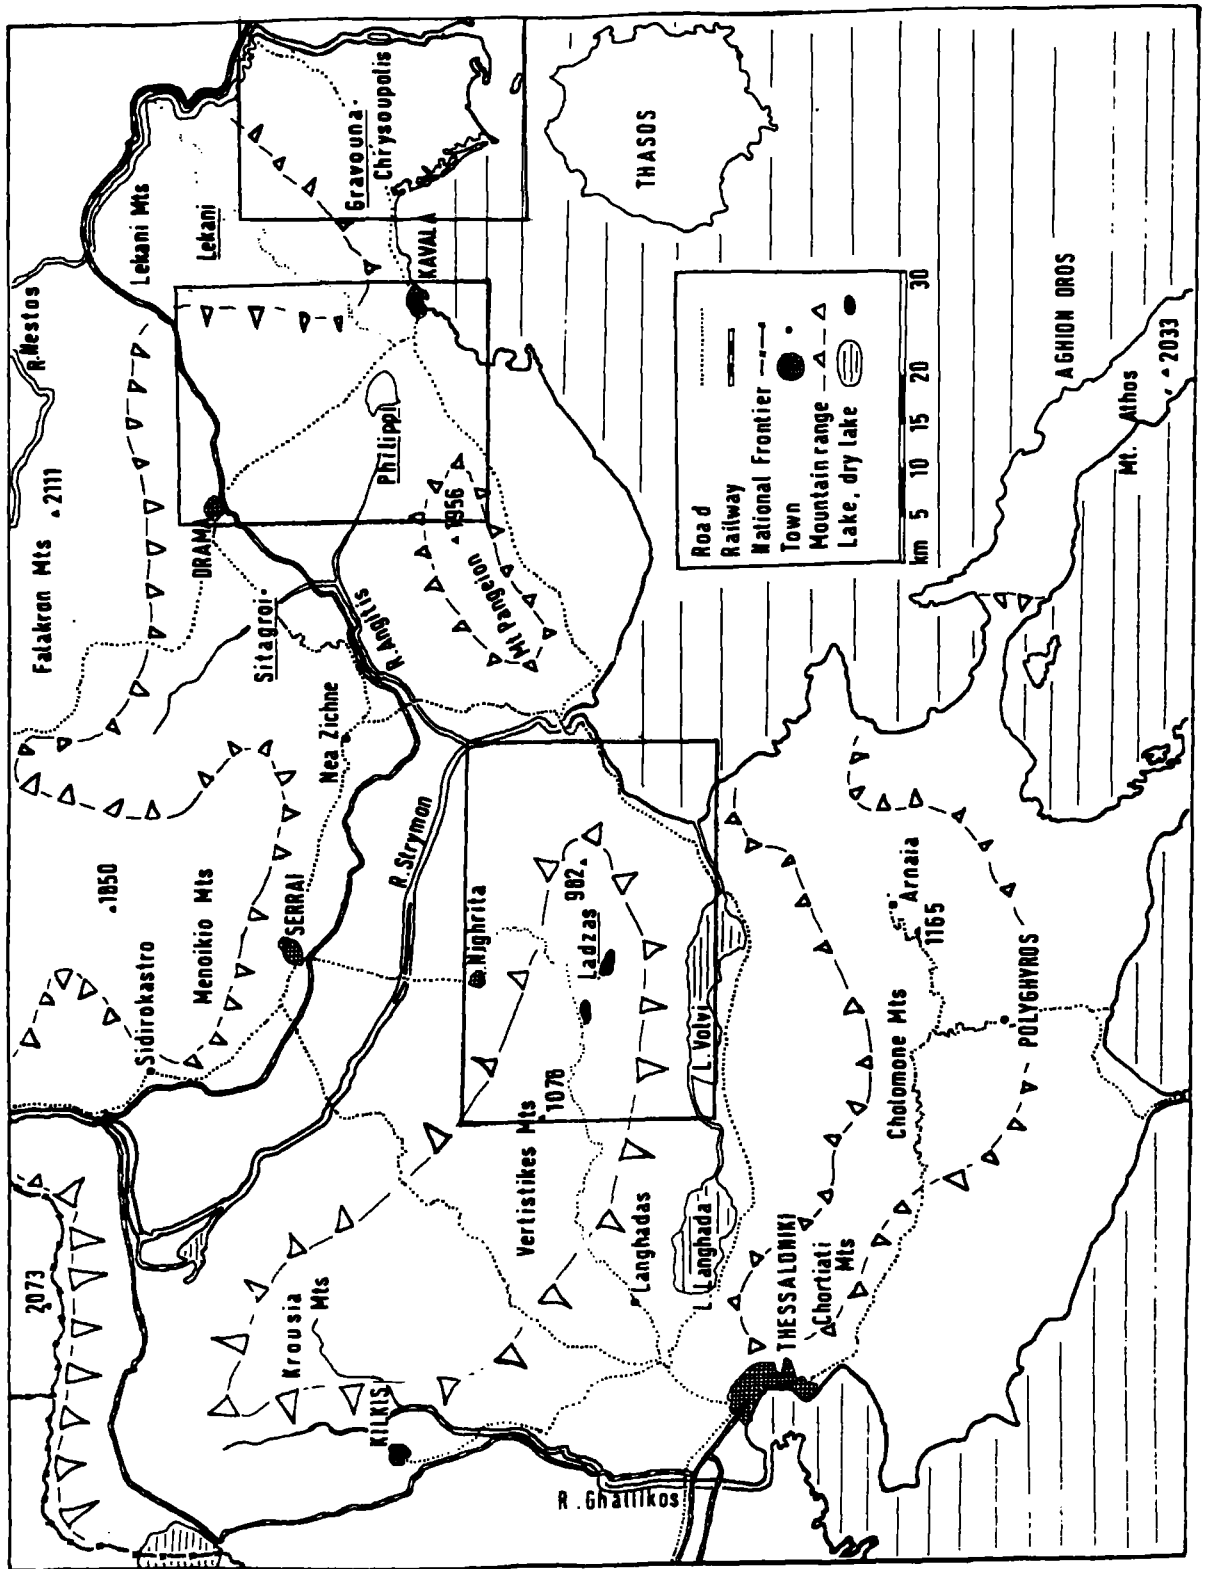 2073
Krousia
Mts
KILKIS
R. Ghallikos
Sidirokastro
1850
Menoikio Mts
SERRAI
Nea Zichne
R. Strymon
Nighrita
982
Ladzas
Vertistikes Mts
1078
Langhadas
L. Langhada
L. Volvi
THESSALONIKI
Chortiati
Mts
Cholomone Mts
Arnaia
1165
POLYGHYROS
Falakron Mts
2111
R. Nestos
DRAMA
Sitagroi
R. Angitis
Mt Pangeion
1956
Philippi
Lekani Mts
Lekani
Gravouna
Chrysoupolis
KAVALA
THASOS
AGHION OROS
Mt. Athos
2033
Road
Railway
National Frontier
Town
Mountain range
Lake, dry lake
km 5 10 15 20 30